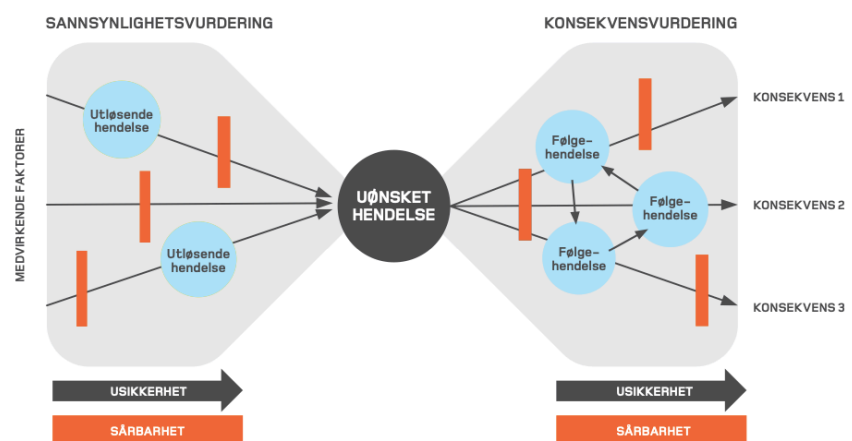 SANNSYNLIGHETSVURDERING
KONSEKVENSVURDERING
MEDVIRKENDE FAKTORER
Utløsende
hendelse
Utløsende
hendelse
UØNSKET
HENDELSE
Følge-
hendelse
Følge-
hendelse
Følge-
hendelse
KONSEKVENS 1
KONSEKVENS 2
KONSEKVENS 3
USIKKERHET
SÅRBARHET
USIKKERHET
SÅRBARHET